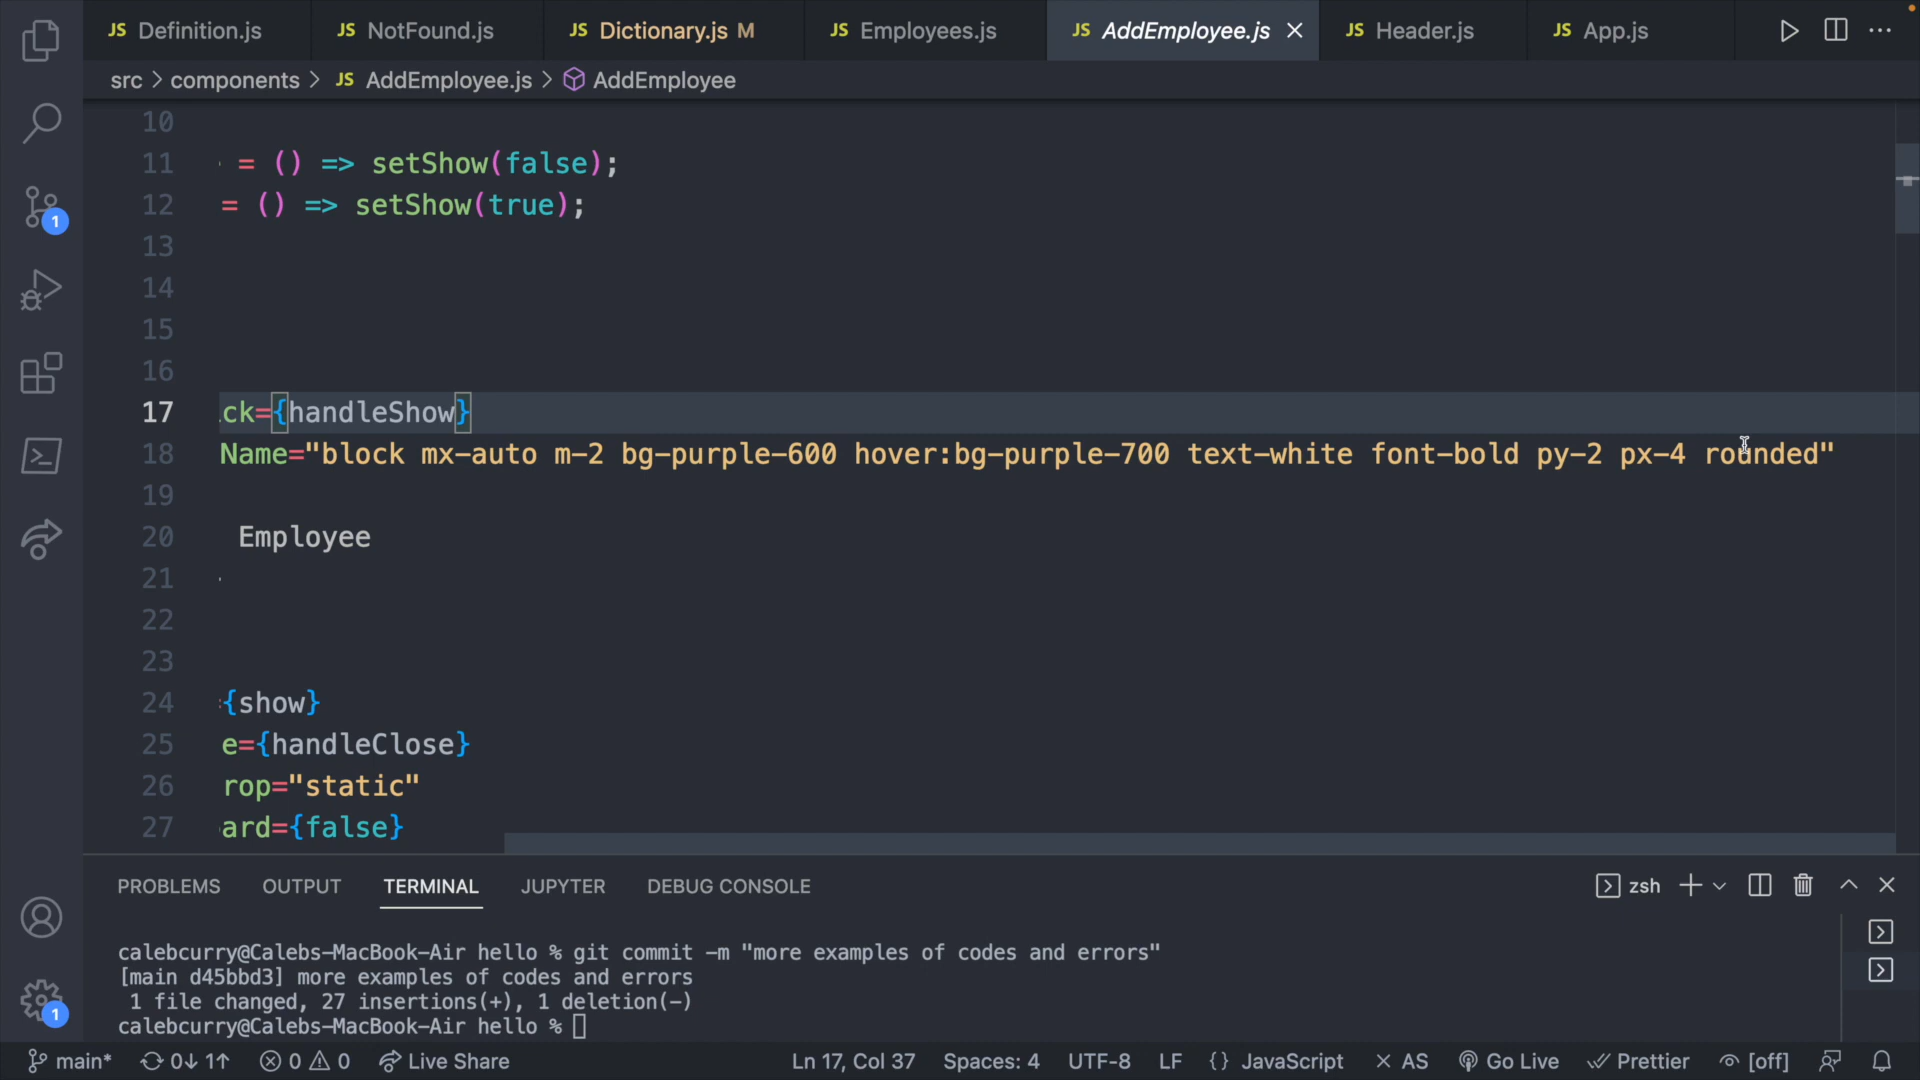 JS Definition.js JS NotFound.js JS Dictionary.js M JS Employees.js JS AddEmployee.js JS Header.js JS App.js
src > components > JS AddEmployee.js > AddEmployee
10
11 = () => setShow(false);
12 = () => setShow(true);
13
14
15
16
17 ck={handleShow}
18 Name="block mx-auto m-2 bg-purple-600 hover:bg-purple-700 text-white font-bold py-2 px-4 rounded"
19
20 Employee
21
22
23
24 ={show}
25 e={handleClose}
26 rop="static"
27 ard={false}
1
PROBLEMS OUTPUT TERMINAL JUPYTER DEBUG CONSOLE zsh
calebcurry@Calebs-MacBook-Air hello % git commit -m "more examples of codes and errors"
[main d45bbd3] more examples of codes and errors
1 file changed, 27 insertions(+), 1 deletion(-)
calebcurry@Calebs-MacBook-Air hello %
1
main* 0↓ 1↑ 0 0 Live Share Ln 17, Col 37 Spaces: 4 UTF-8 LF {} JavaScript × AS Go Live Prettier [off]